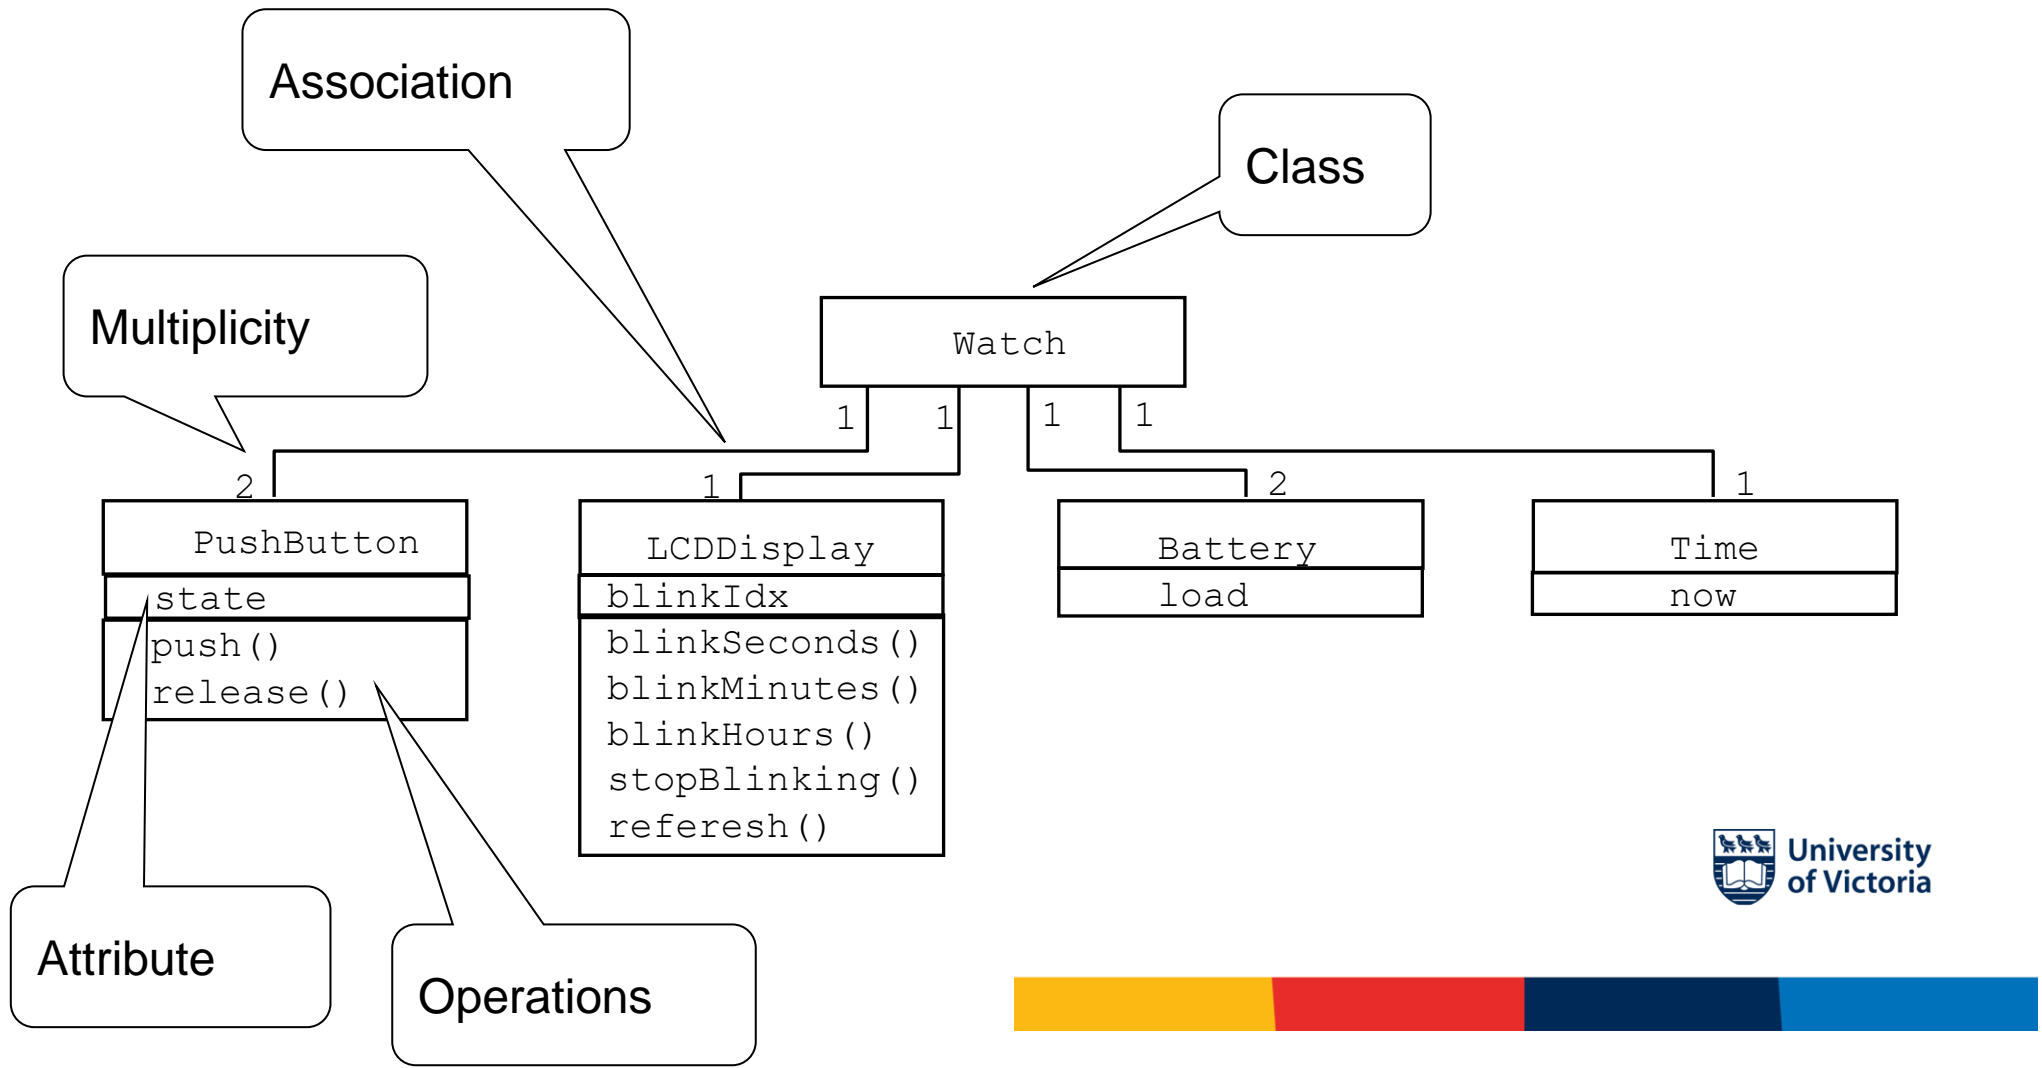 Association
Class
Multiplicity
Watch
1
1
1
1
2
1
2
1
PushButton
state
push()
release()
LCDDisplay
blinkIdx
blinkSeconds()
blinkMinutes()
blinkHours()
stopBlinking()
referesh()
Battery
load
Time
now
Attribute
Operations
University
of Victoria